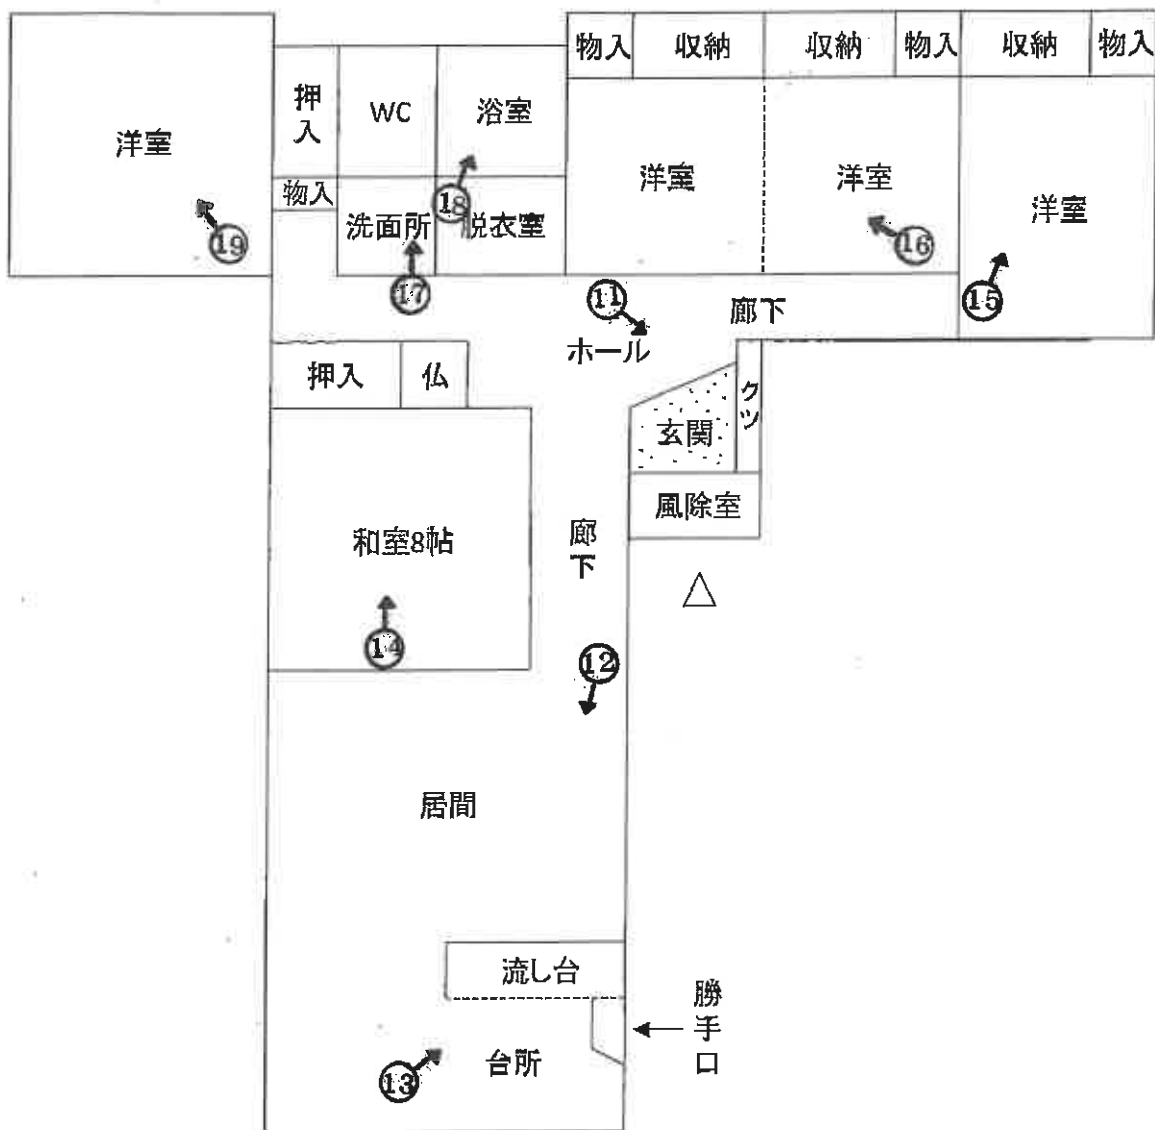 物入
収納
収納
物入
収納
物入
洋室
押入
WC
浴室
洋室
洋室
洋室
物入
洗面所
⑱
脱衣室
⑲
⑰
⑪
⑯
⑮
廊下
ホール
押入
仏
クツ
玄関
風除室
和室8帖
廊下
△
⑭
⑫
居間
流し台
勝手口
台所
⑬